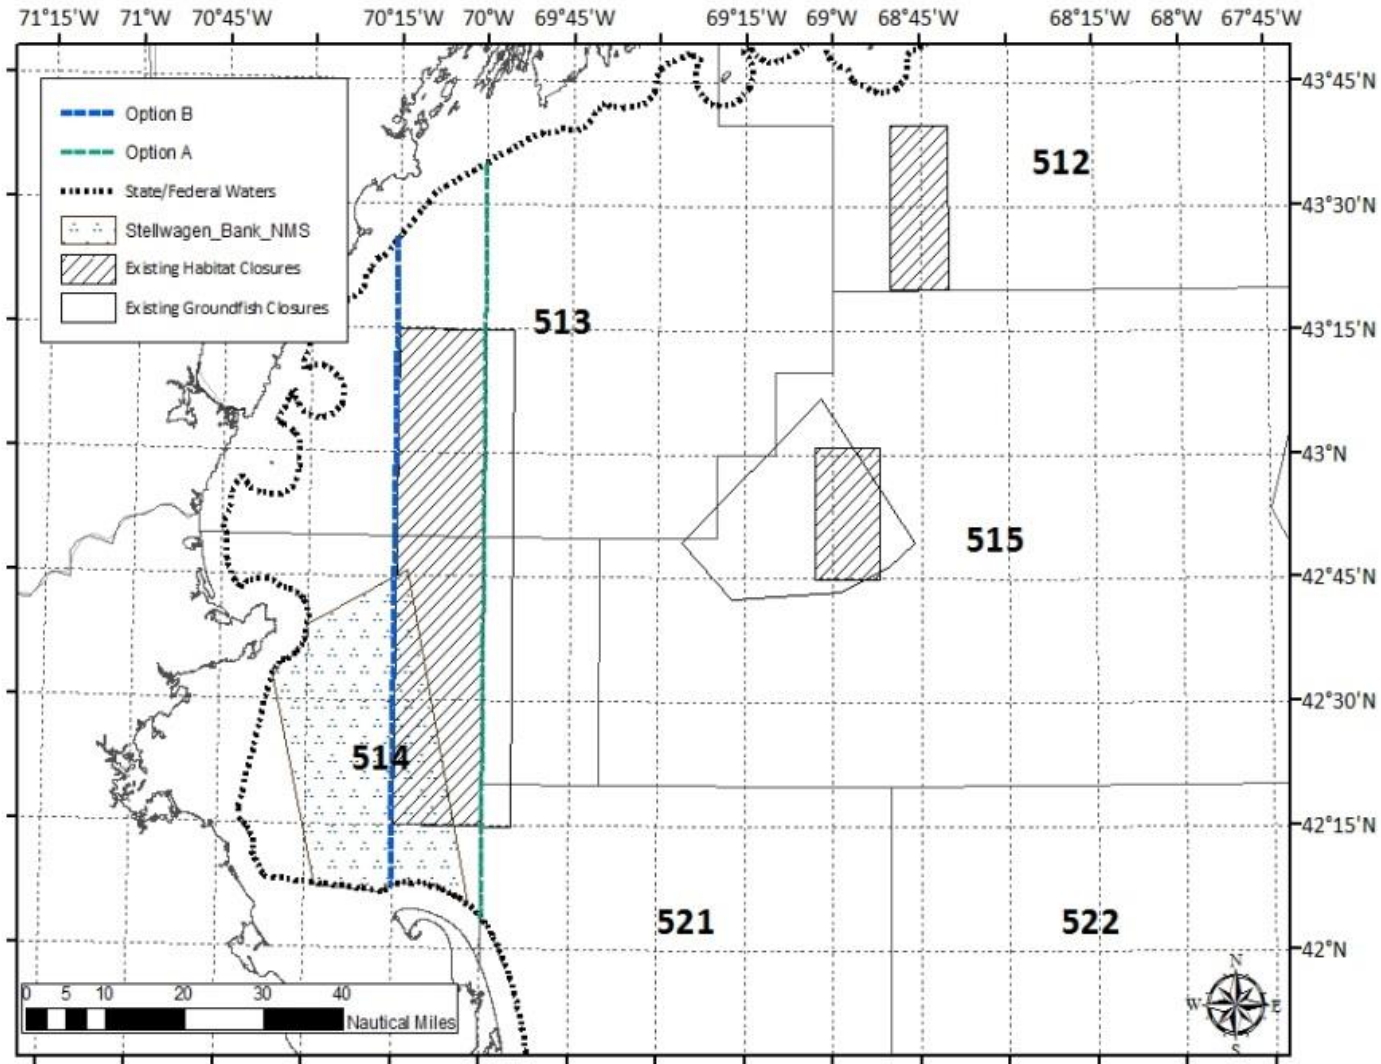 71°15'W 71°W 70°45'W 70°15'W 70°W 69°45'W 69°15'W 69°W 68°45'W 68°15'W 68°W 67°45'W
43°45'N
Option B
Option A
State/Federal Waters
Stellwagen_Bank_NMS
Existing Habitat Closures
Existing Groundfish Closures
512
43°30'N
513
43°15'N
43°N
515
42°45'N
42°30'N
514
42°15'N
521
522
42°N
0 5 10 20 30 40
Nautical Miles
N
W E
S